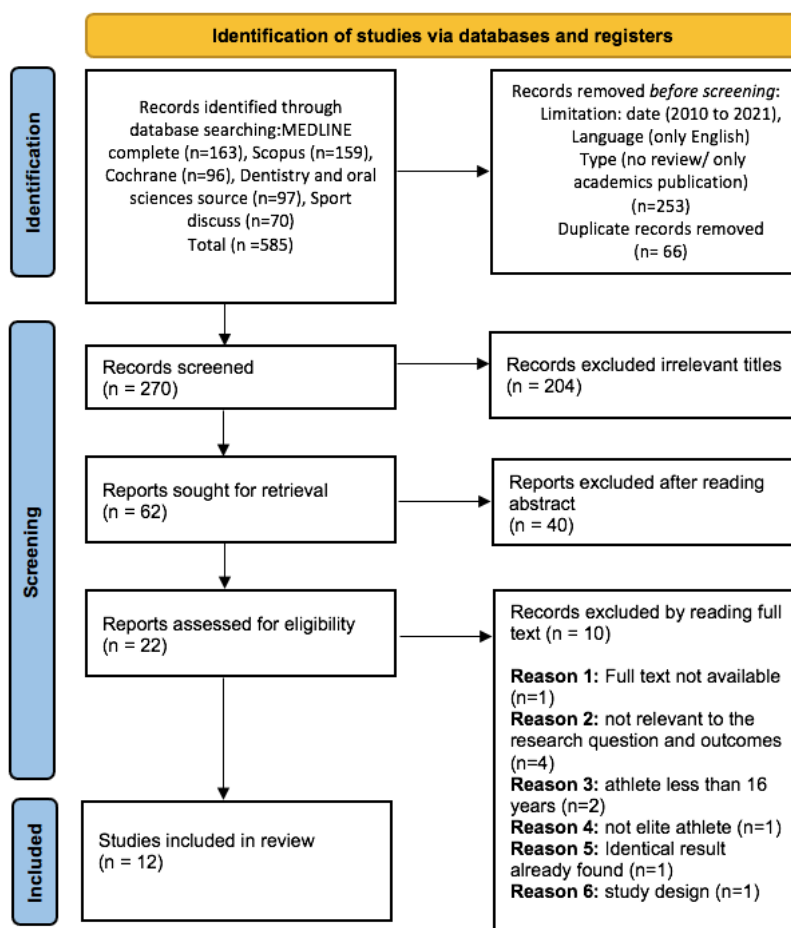 Identification of studies via databases and registers
Identification
Records identified through
database searching:MEDLINE
complete (n=163), Scopus (n=159),
Cochrane (n=96), Dentistry and oral
sciences source (n=97), Sport
discuss (n=70)
Total (n =585)
Records removed before screening:
Limitation: date (2010 to 2021),
Language (only English)
Type (no review/ only
academics publication)
(n=253)
Duplicate records removed
(n= 66)
Screening
Records screened
(n = 270)
Records excluded irrelevant titles
(n = 204)
Reports sought for retrieval
(n = 62)
Reports excluded after reading
abstract
(n = 40)
Reports assessed for eligibility
(n = 22)
Records excluded by reading full
text (n = 10)
Reason 1: Full text not available
(n=1)
Reason 2: not relevant to the
research question and outcomes
(n=4)
Reason 3: athlete less than 16
years (n=2)
Reason 4: not elite athlete (n=1)
Reason 5: Identical result
already found (n=1)
Reason 6: study design (n=1)
Included
Studies included in review
(n = 12)